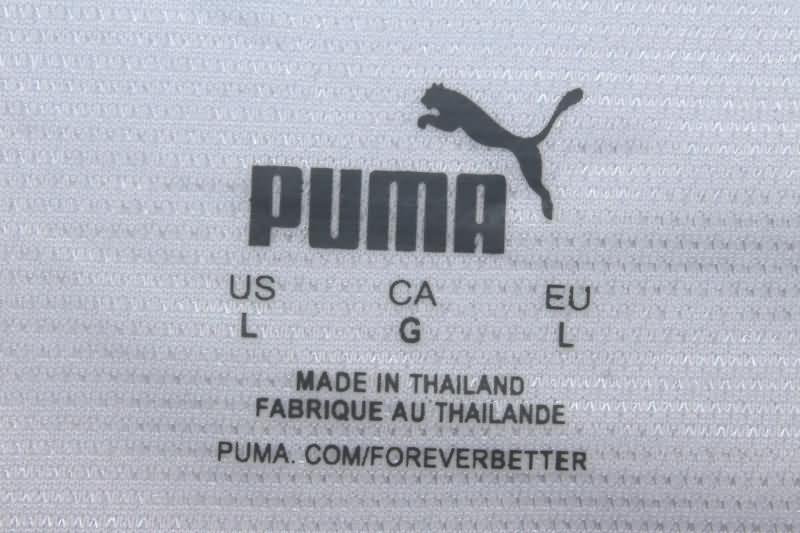 PUMA
US CA EU
L G L
MADE IN THAILAND
FABRIQUE AU THAILANDE
PUMA. COM/FOREVERBETTER